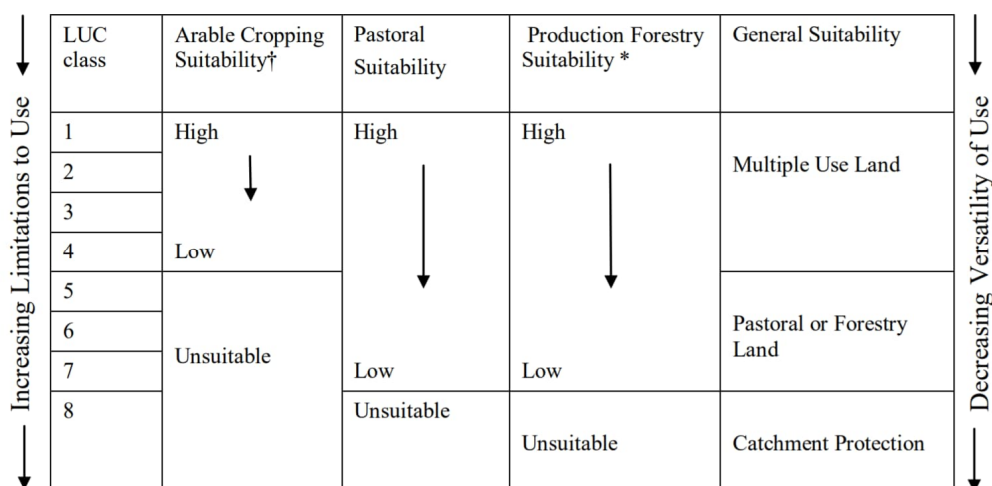 LUC
class
Arable Cropping
Suitability†
Pastoral
Suitability
Production Forestry
Suitability *
General Suitability
1
High
High
High
2
Multiple Use Land
3
4
Low
5
6
Pastoral or Forestry
Land
Unsuitable
7
Low
Low
8
Unsuitable
Unsuitable
Catchment Protection
Increasing Limitations to Use
Decreasing Versatility of Use